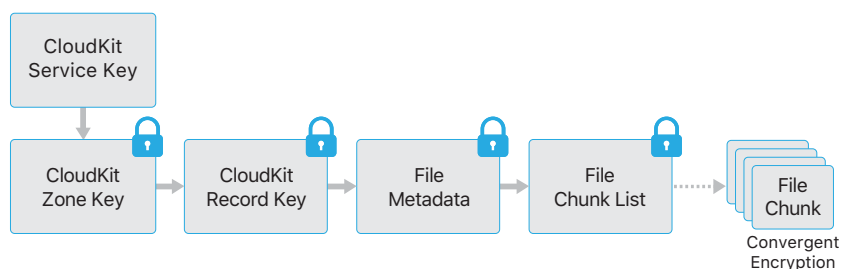 CloudKit
Service Key
CloudKit
Zone Key
CloudKit
Record Key
File
Metadata
File
Chunk List
File
Chunk
Convergent
Encryption